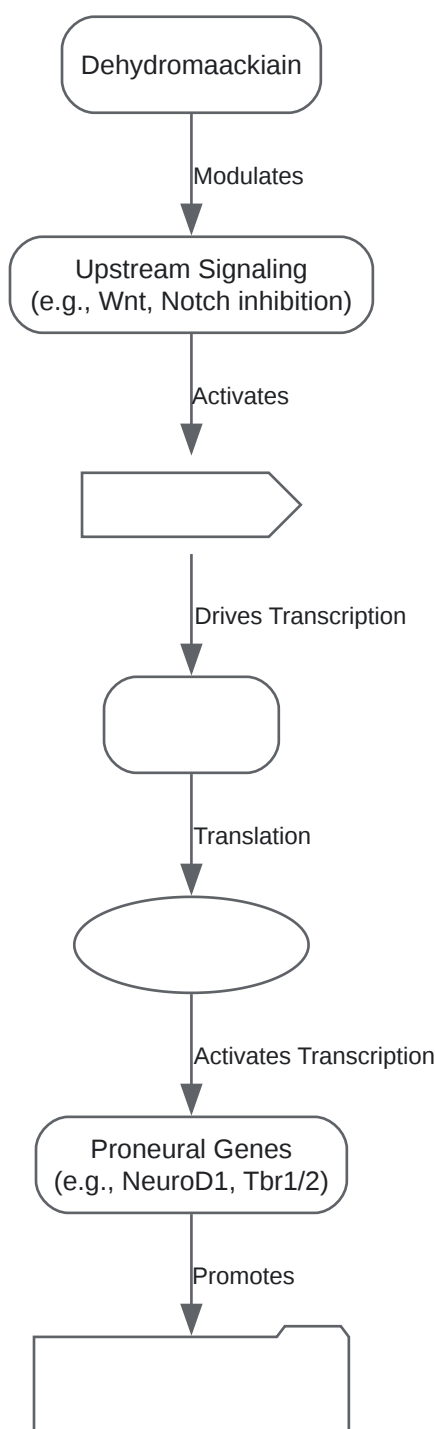 Dehydromaackiain
Modulates
Upstream Signaling
(e.g., Wnt, Notch inhibition)
Activates
Drives Transcription
Translation
Activates Transcription
Proneural Genes
(e.g., NeuroD1, Tbr1/2)
Promotes